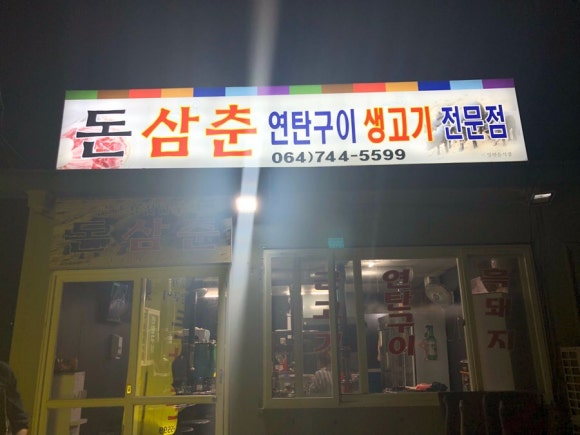 돈 삼춘 연탄구이 생고기 전문점
064)744-5599
돈 삼춘
연탄구이
흙돼지